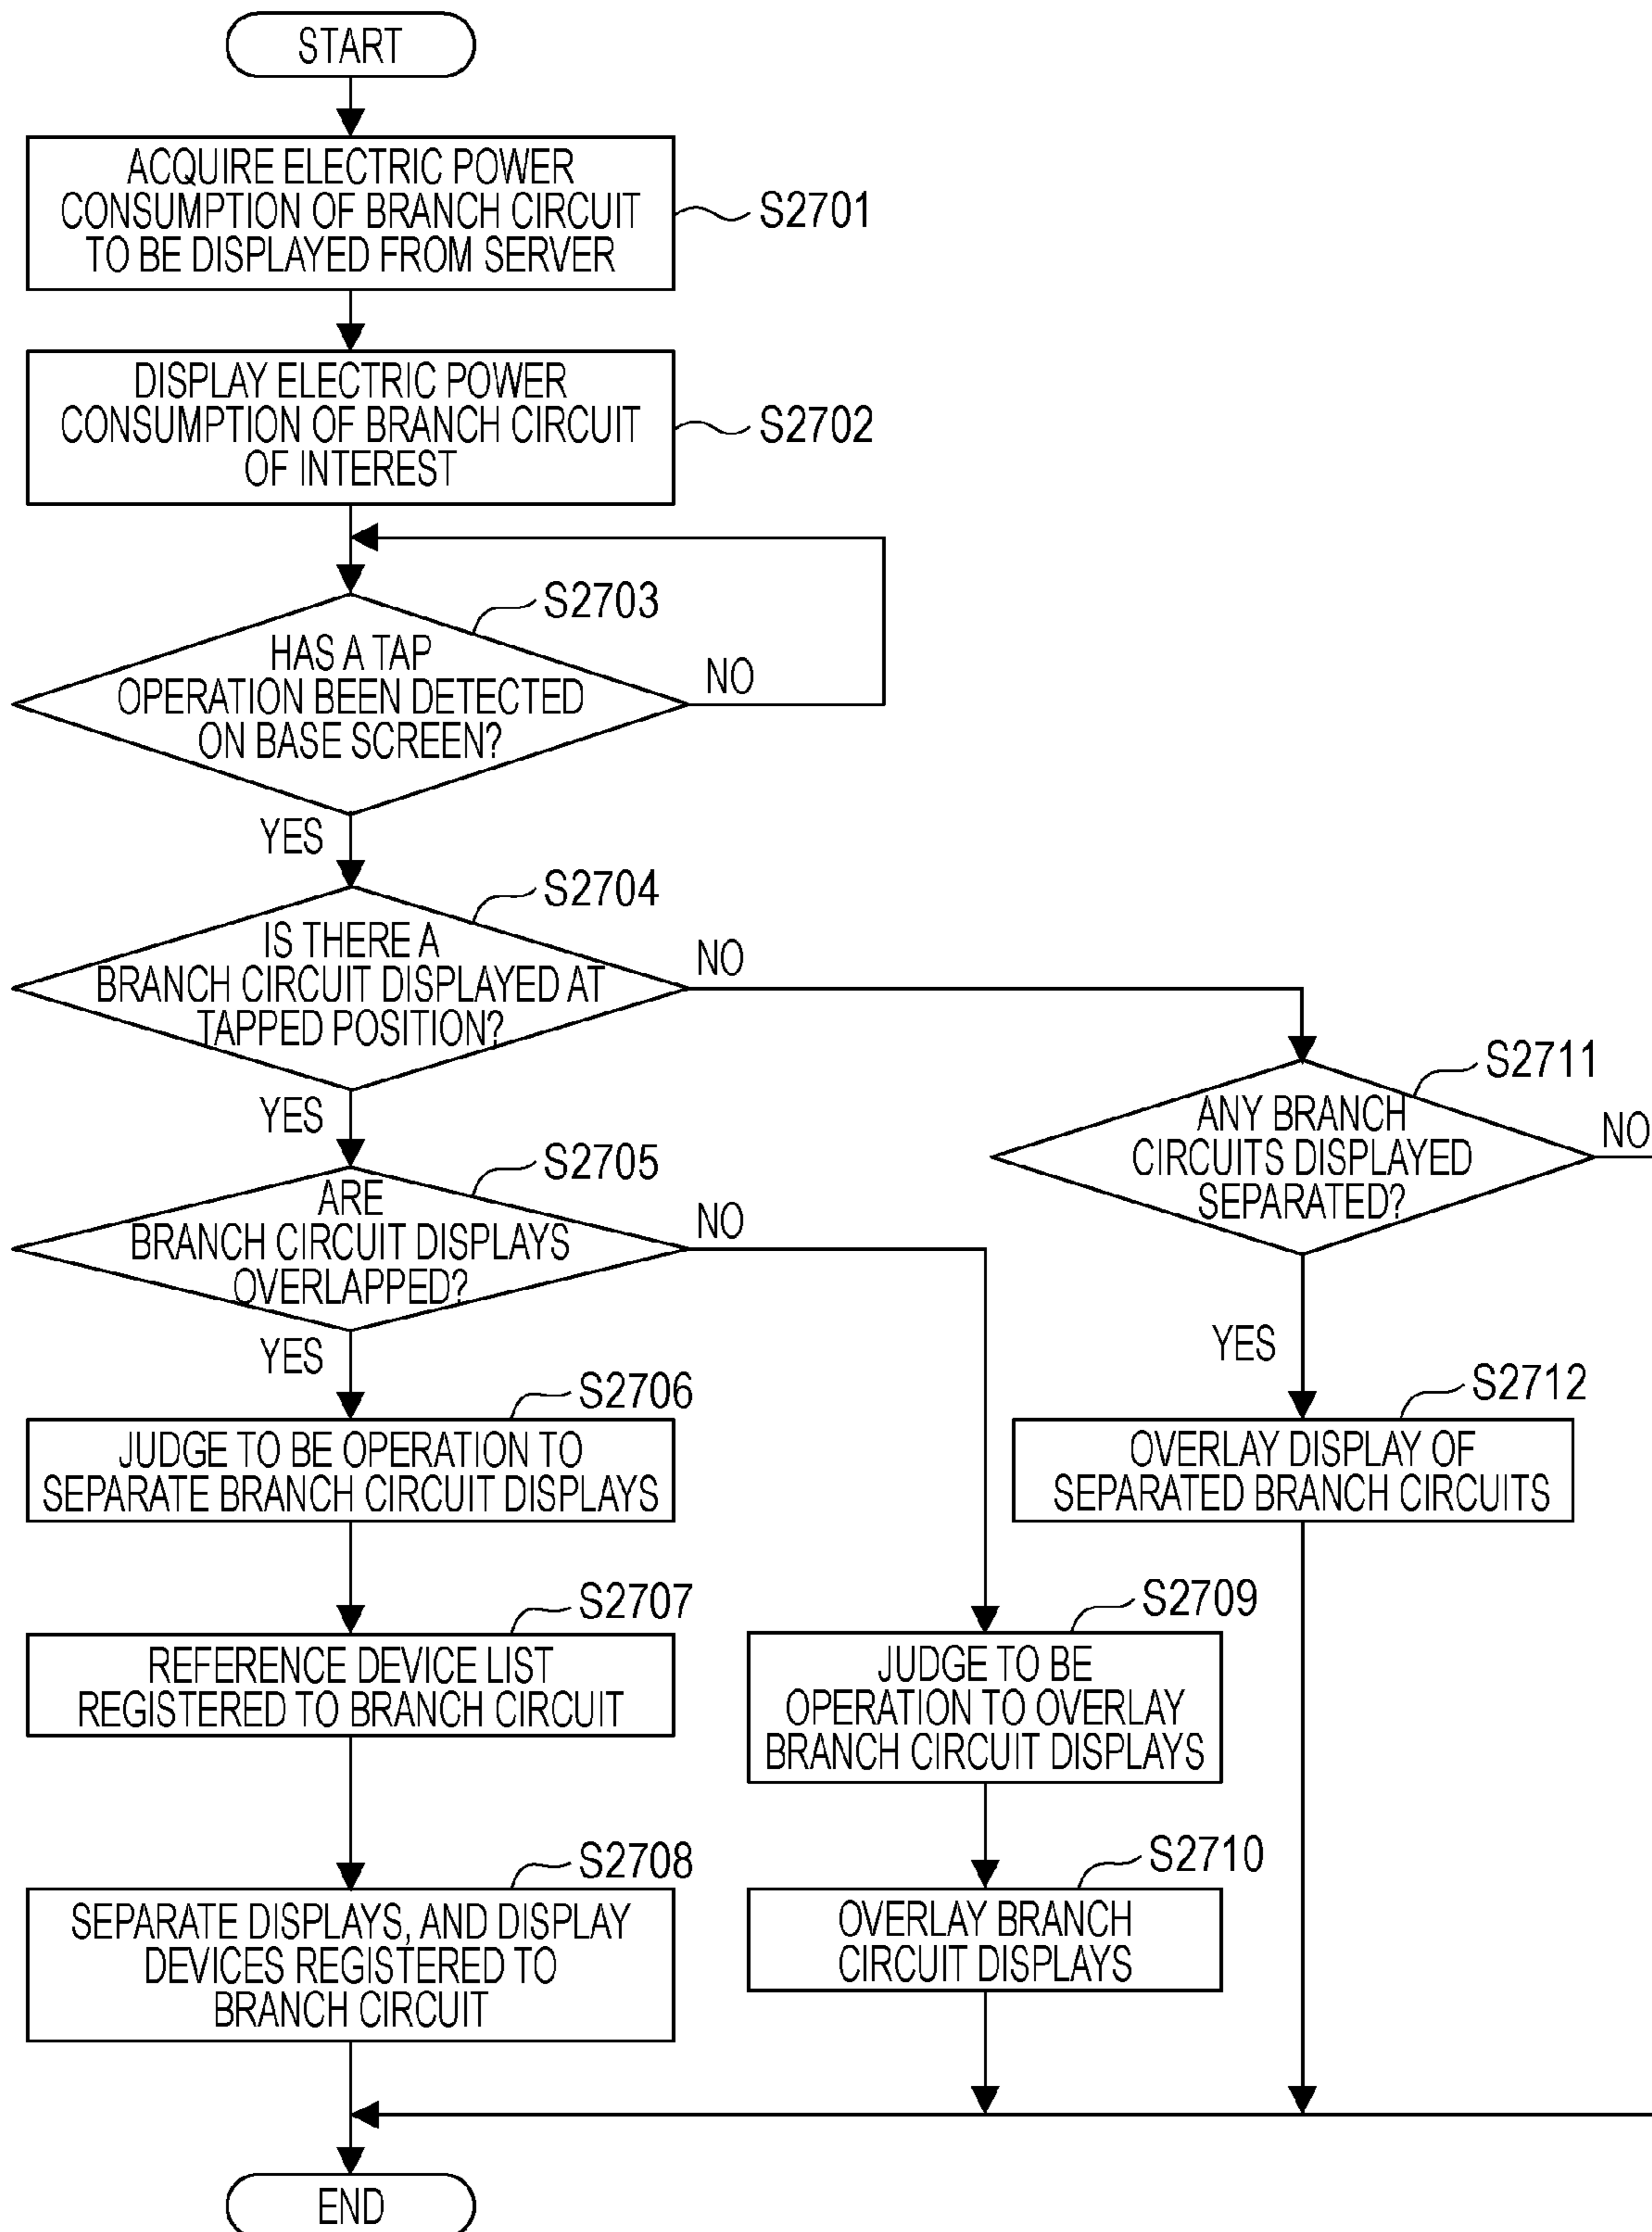 START
ACQUIRE ELECTRIC POWER
CONSUMPTION OF BRANCH CIRCUIT
TO BE DISPLAYED FROM SERVER
S2701
DISPLAY ELECTRIC POWER
CONSUMPTION OF BRANCH CIRCUIT
OF INTEREST
S2702
S2703
HAS A TAP
OPERATION BEEN DETECTED
ON BASE SCREEN?
NO
YES
S2704
IS THERE A
BRANCH CIRCUIT DISPLAYED AT
TAPPED POSITION?
NO
YES
S2705
ARE
BRANCH CIRCUIT DISPLAYS
OVERLAPPED?
NO
YES
S2706
JUDGE TO BE OPERATION TO
SEPARATE BRANCH CIRCUIT DISPLAYS
S2707
REFERENCE DEVICE LIST
REGISTERED TO BRANCH CIRCUIT
S2708
SEPARATE DISPLAYS, AND DISPLAY
DEVICES REGISTERED TO
BRANCH CIRCUIT
S2709
JUDGE TO BE
OPERATION TO OVERLAY
BRANCH CIRCUIT DISPLAYS
S2710
OVERLAY BRANCH
CIRCUIT DISPLAYS
S2711
ANY BRANCH
CIRCUITS DISPLAYED
SEPARATED?
NO
YES
S2712
OVERLAY DISPLAY OF
SEPARATED BRANCH CIRCUITS
END